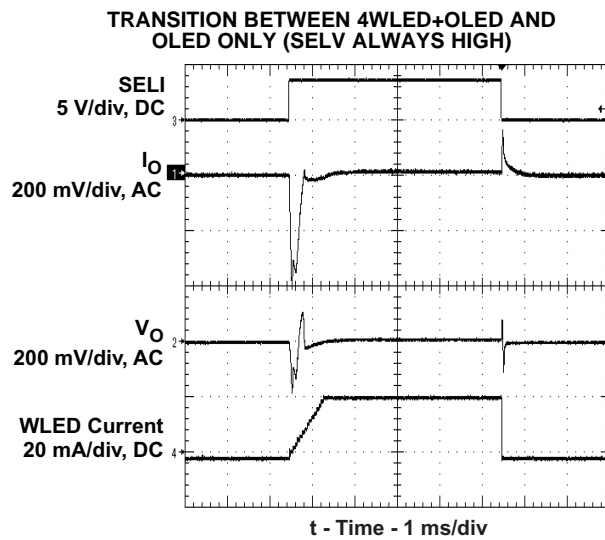 TRANSITION BETWEEN 4WLED+OLED AND
OLED ONLY (SELV ALWAYS HIGH)
SELI
5 V/div, DC
3
IO
200 mV/div, AC
1
VO
200 mV/div, AC
2
WLED Current
20 mA/div, DC
4
t - Time - 1 ms/div